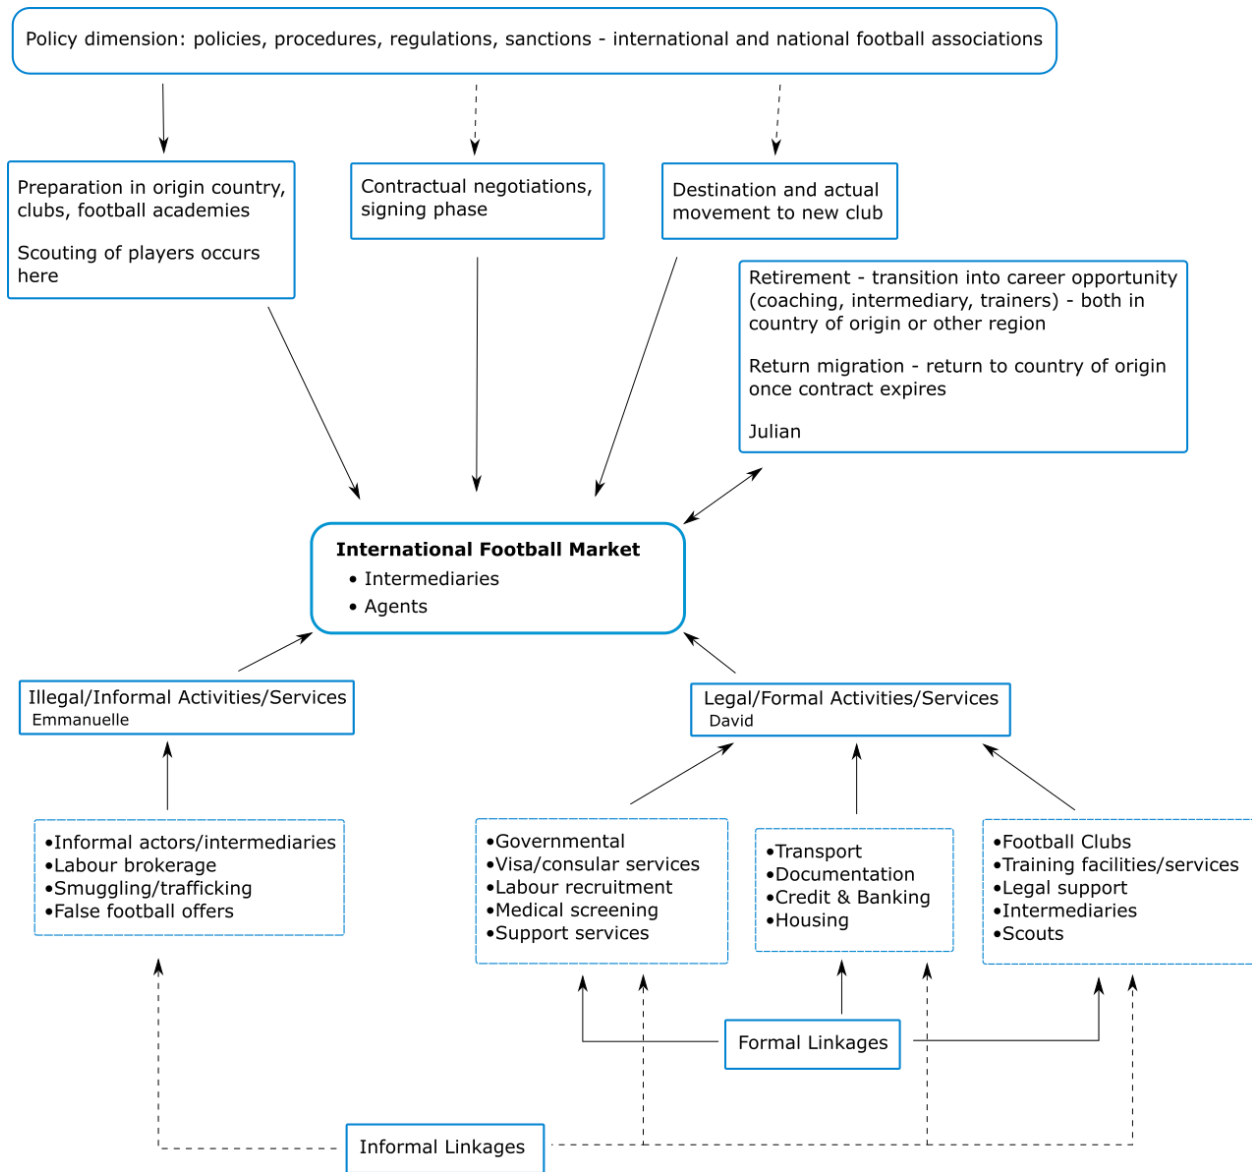 Policy dimension: policies, procedures, regulations, sanctions - international and national football associations
Preparation in origin country,
clubs, football academies
Scouting of players occurs
here
Contractual negotiations,
signing phase
Destination and actual
movement to new club
Retirement - transition into career opportunity
(coaching, intermediary, trainers) - both in
country of origin or other region
Return migration - return to country of origin
once contract expires
Julian
International Football Market
• Intermediaries
• Agents
Illegal/Informal Activities/Services
Emmanuelle
Legal/Formal Activities/Services
David
•Informal actors/intermediaries
•Labour brokerage
•Smuggling/trafficking
•False football offers
•Governmental
•Visa/consular services
•Labour recruitment
•Medical screening
•Support services
•Transport
•Documentation
•Credit & Banking
•Housing
•Football Clubs
•Training facilities/services
•Legal support
•Intermediaries
•Scouts
Formal Linkages
Informal Linkages